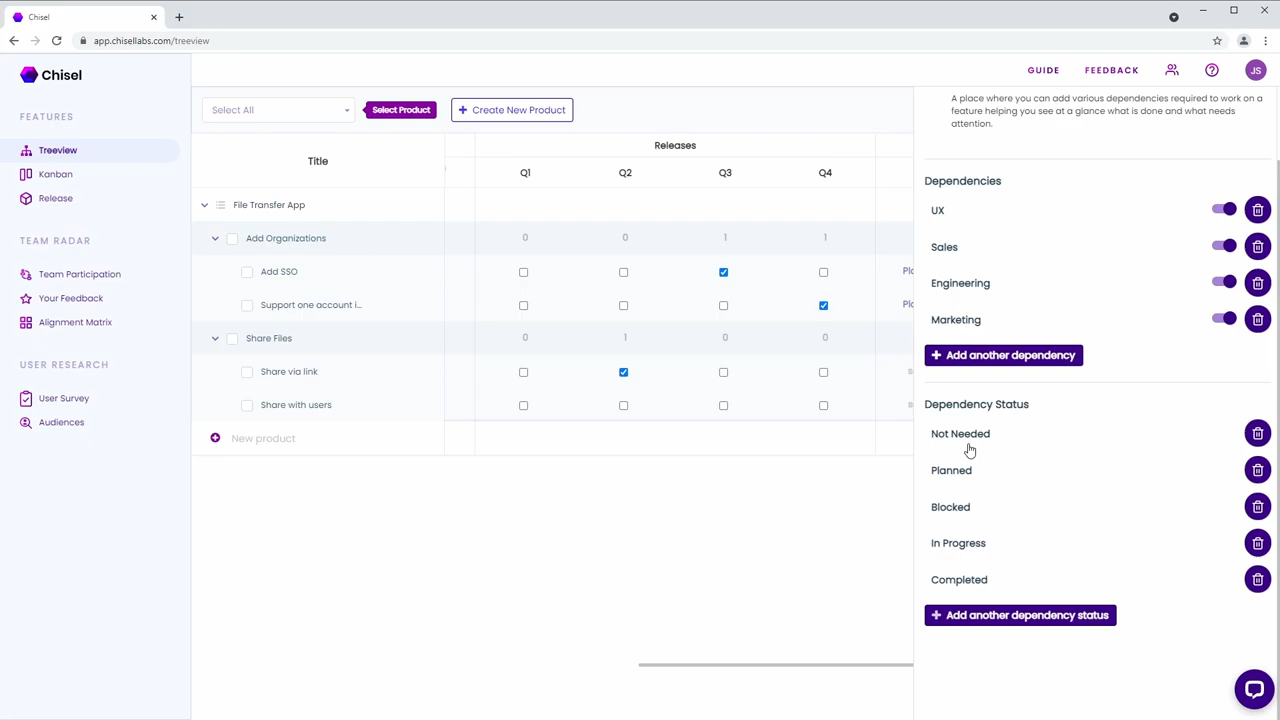 Chisel
app.chisellabs.com/treeview
Chisel
GUIDE
FEEDBACK
JS
FEATURES
Treeview
Kanban
Release
TEAM RADAR
Team Participation
Your Feedback
Alignment Matrix
USER RESEARCH
User Survey
Audiences
Select All
Select Product
+ Create New Product
Title
Releases
Q1 Q2 Q3 Q4
File Transfer App
Add Organizations 0 0 1 1
Add SSO
Support one account i...
Share Files 0 1 0 0
Share via link
Share with users
New product
A place where you can add various dependencies required to work on a
feature helping you see at a glance what is done and what needs
attention.
Dependencies
UX
Sales
Engineering
Marketing
+ Add another dependency
Dependency Status
Not Needed
Planned
Blocked
In Progress
Completed
+ Add another dependency status